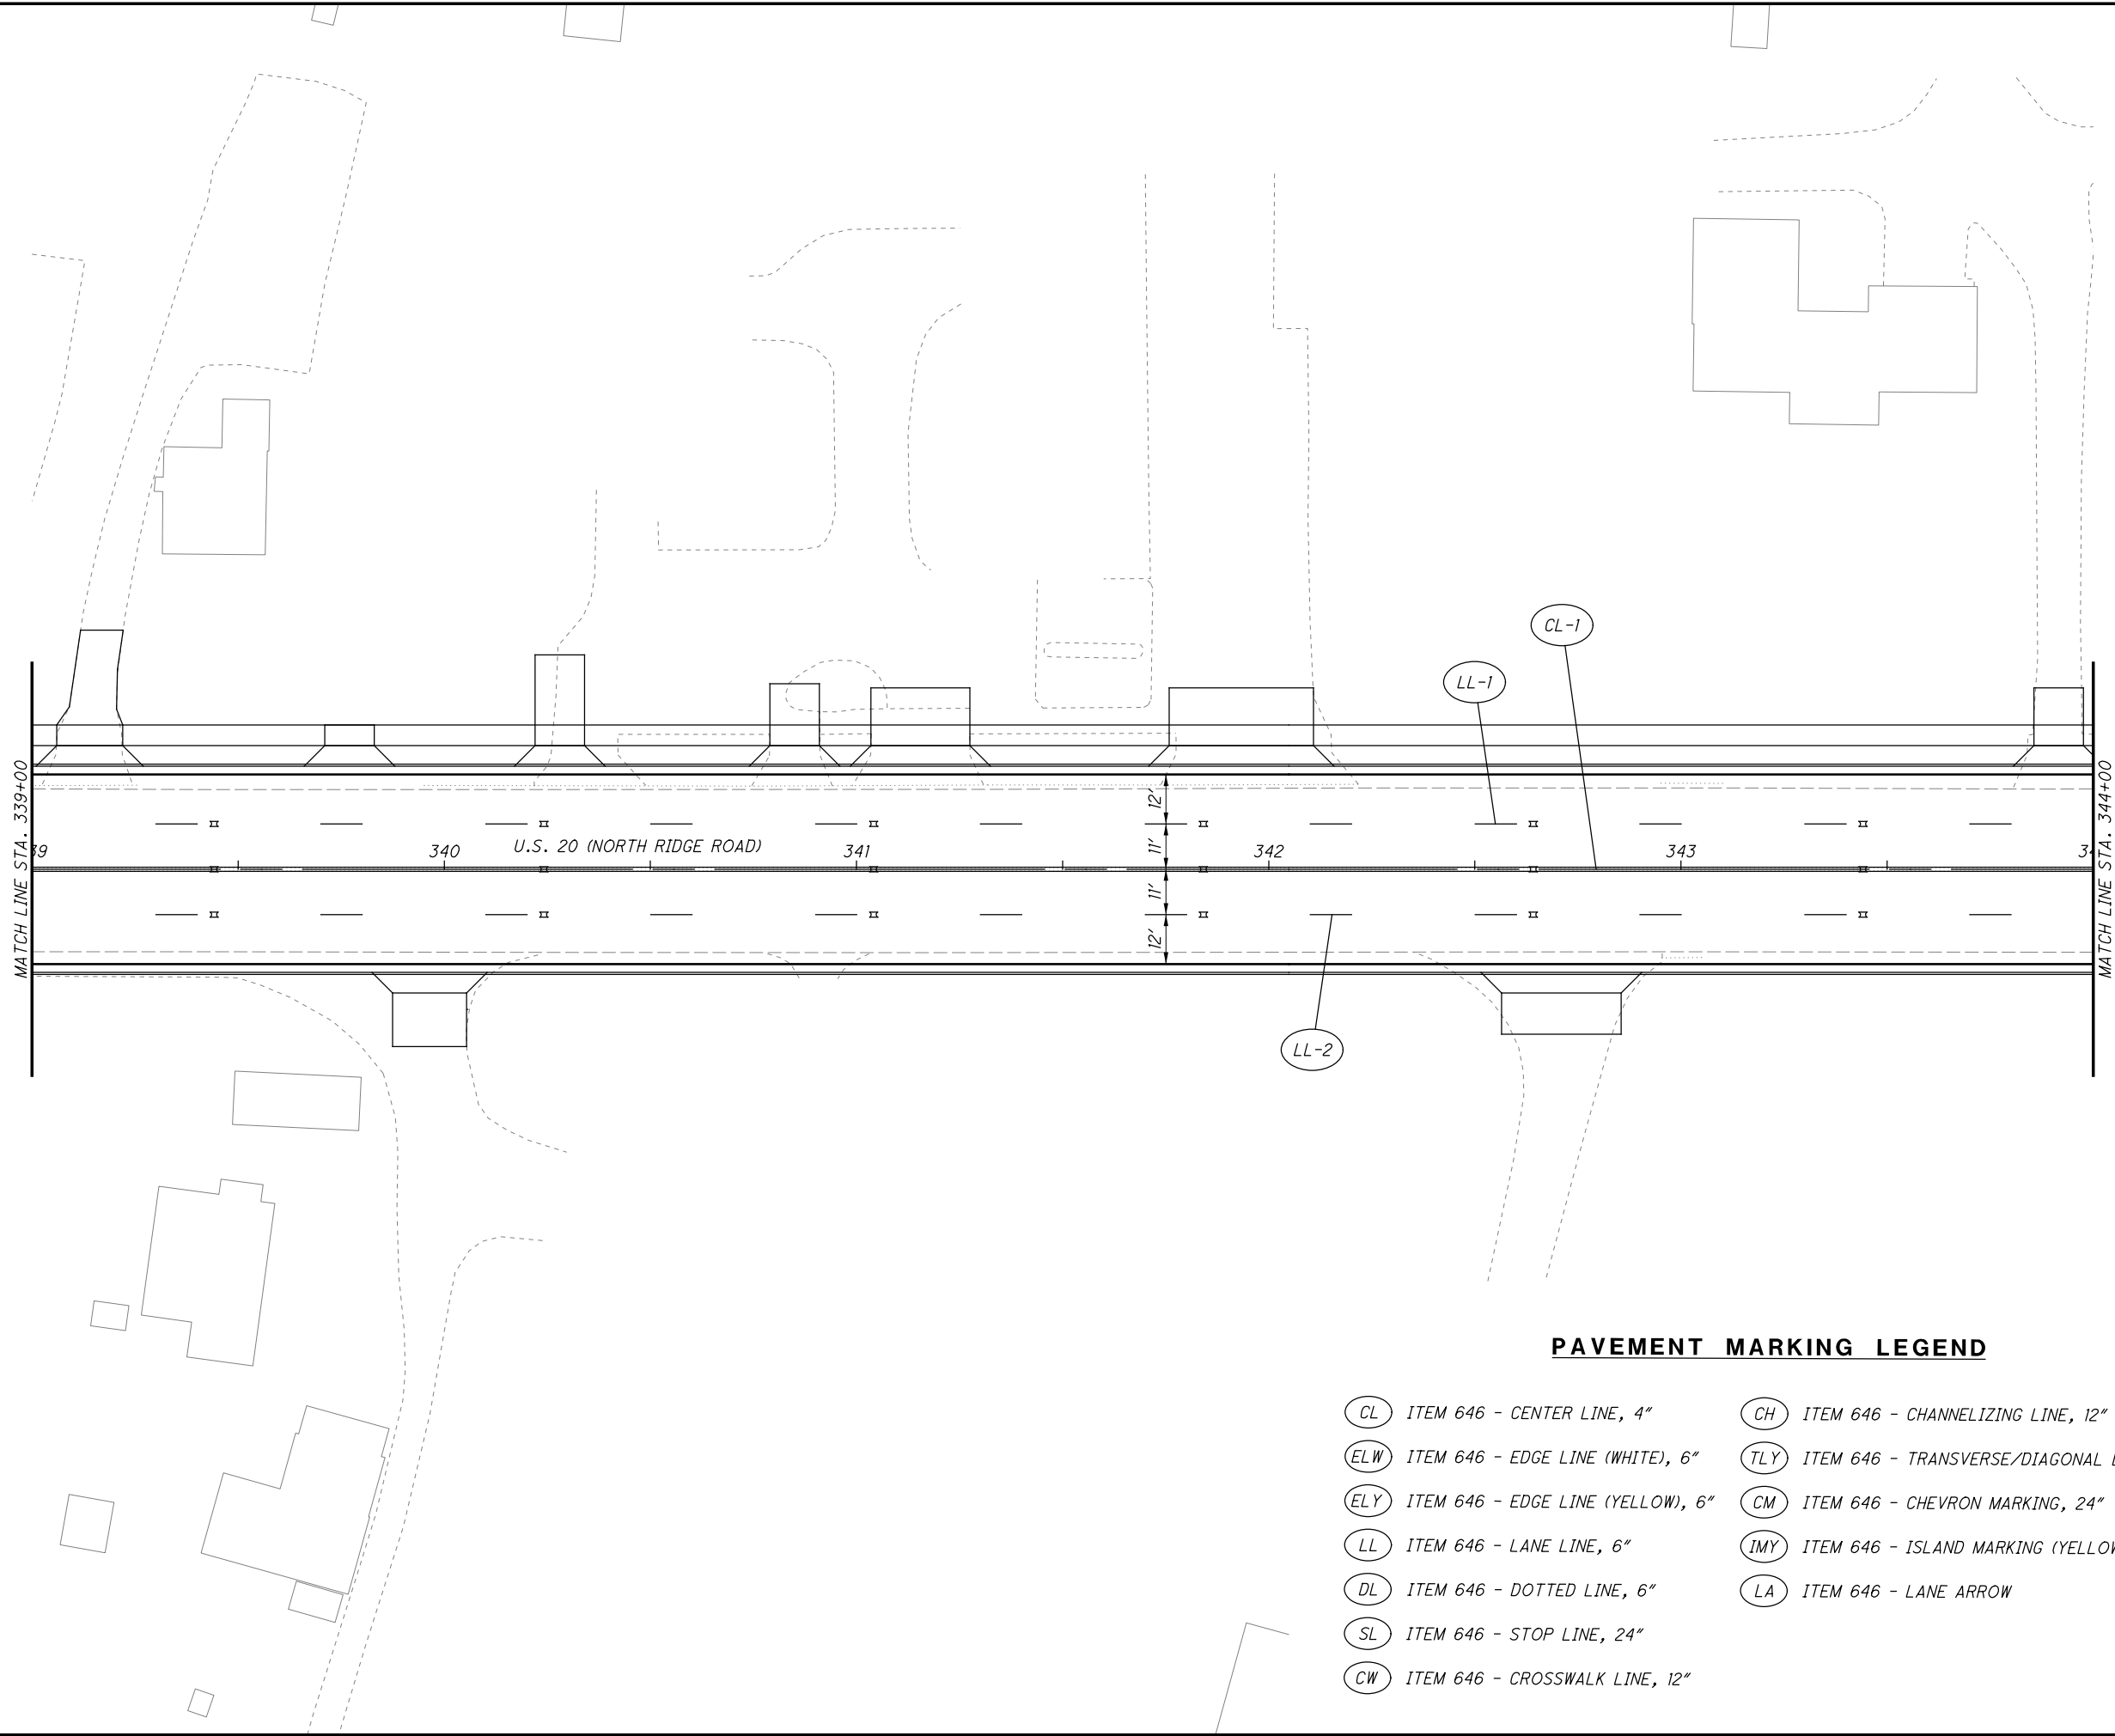 CL-1
LL-1
MATCH LINE STA. 339+00
MATCH LINE STA. 344+00
12'
11'
39
340
U.S. 20 (NORTH RIDGE ROAD)
341
342
343
11'
12'
LL-2
PAVEMENT MARKING LEGEND
CL ITEM 646 - CENTER LINE, 4"
ELW ITEM 646 - EDGE LINE (WHITE), 6"
ELY ITEM 646 - EDGE LINE (YELLOW), 6"
LL ITEM 646 - LANE LINE, 6"
DL ITEM 646 - DOTTED LINE, 6"
SL ITEM 646 - STOP LINE, 24"
CW ITEM 646 - CROSSWALK LINE, 12"
CH ITEM 646 - CHANNELIZING LINE, 12"
TLY ITEM 646 - TRANSVERSE/DIAGONAL
CM ITEM 646 - CHEVRON MARKING, 24"
IMY ITEM 646 - ISLAND MARKING (YELLOW
LA ITEM 646 - LANE ARROW